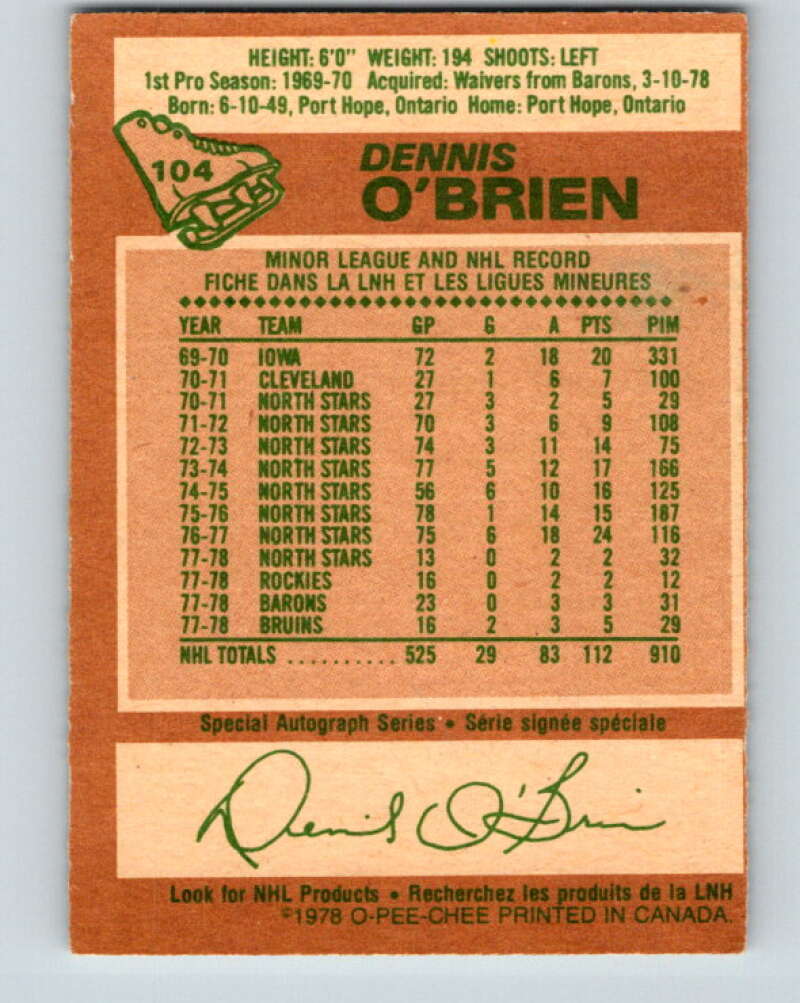 HEIGHT: 6'0" WEIGHT: 194 SHOOTS: LEFT
1st Pro Season: 1969-70 Acquired: Waivers from Barons, 3-10-78
Born: 6-10-49, Port Hope, Ontario Home: Port Hope, Ontario
104
DENNIS
O'BRIEN
MINOR LEAGUE AND NHL RECORD
FICHE DANS LA LNH ET LES LIGUES MINEURES
YEAR TEAM GP G A PTS PIM
69-70 IOWA 72 2 18 20 331
70-71 CLEVELAND 27 1 6 7 100
70-71 NORTH STARS 27 3 2 5 29
71-72 NORTH STARS 70 3 6 9 108
72-73 NORTH STARS 74 3 11 14 75
73-74 NORTH STARS 77 5 12 17 166
74-75 NORTH STARS 56 6 10 16 125
75-76 NORTH STARS 78 1 14 15 187
76-77 NORTH STARS 75 6 18 24 116
77-78 NORTH STARS 13 0 2 2 32
77-78 ROCKIES 16 0 2 2 12
77-78 BARONS 23 0 3 3 31
77-78 BRUINS 16 2 3 5 29
NHL TOTALS .......... 525 29 83 112 910
Special Autograph Series • Série signée spéciale
Dennis O'Brien
Look for NHL Products • Recherchez les produits de la LNH
©1978 O-PEE-CHEE PRINTED IN CANADA.